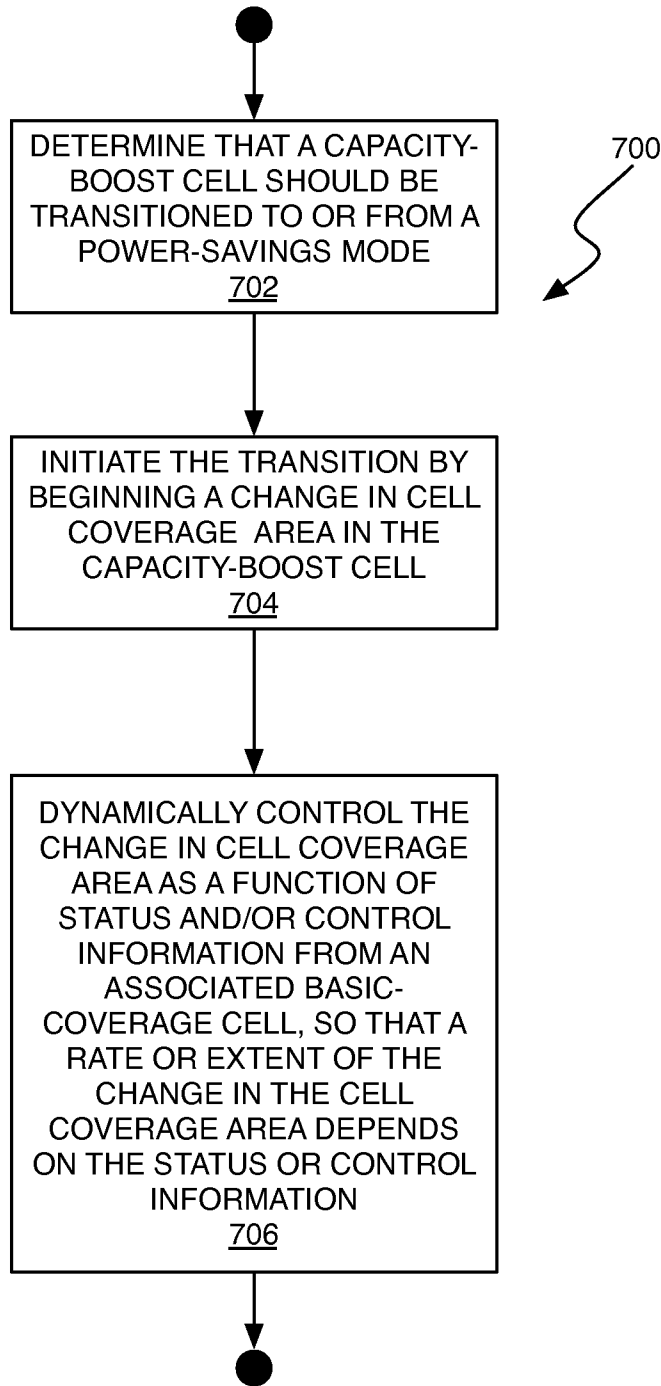 DETERMINE THAT A CAPACITY-
BOOST CELL SHOULD BE
TRANSITIONED TO OR FROM A
POWER-SAVINGS MODE
702
700
INITIATE THE TRANSITION BY
BEGINNING A CHANGE IN CELL
COVERAGE AREA IN THE
CAPACITY-BOOST CELL
704
DYNAMICALLY CONTROL THE
CHANGE IN CELL COVERAGE
AREA AS A FUNCTION OF
STATUS AND/OR CONTROL
INFORMATION FROM AN
ASSOCIATED BASIC-
COVERAGE CELL, SO THAT A
RATE OR EXTENT OF THE
CHANGE IN THE CELL
COVERAGE AREA DEPENDS
ON THE STATUS OR CONTROL
INFORMATION
706